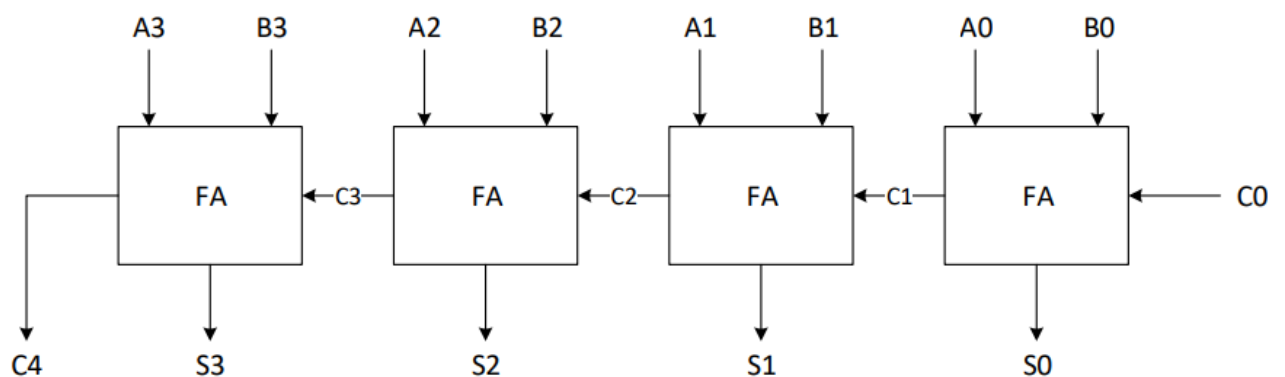 A3 B3 A2 B2 A1 B1 A0 B0
FA C3 FA C2 FA C1 FA C0
C4 S3 S2 S1 S0